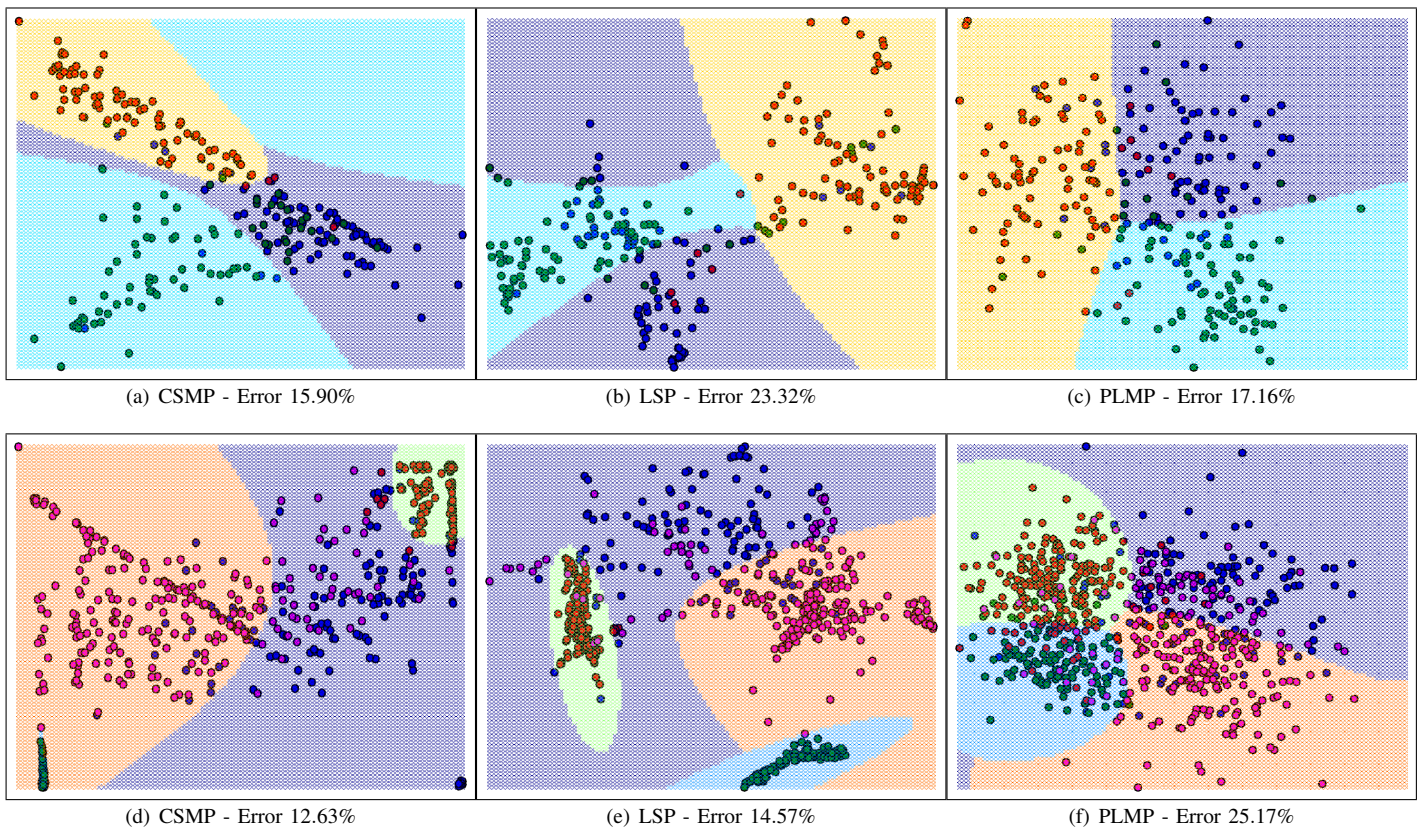 (a) CSMP - Error 15.90%
(b) LSP - Error 23.32%
(c) PLMP - Error 17.16%
(d) CSMP - Error 12.63%
(e) LSP - Error 14.57%
(f) PLMP - Error 25.17%